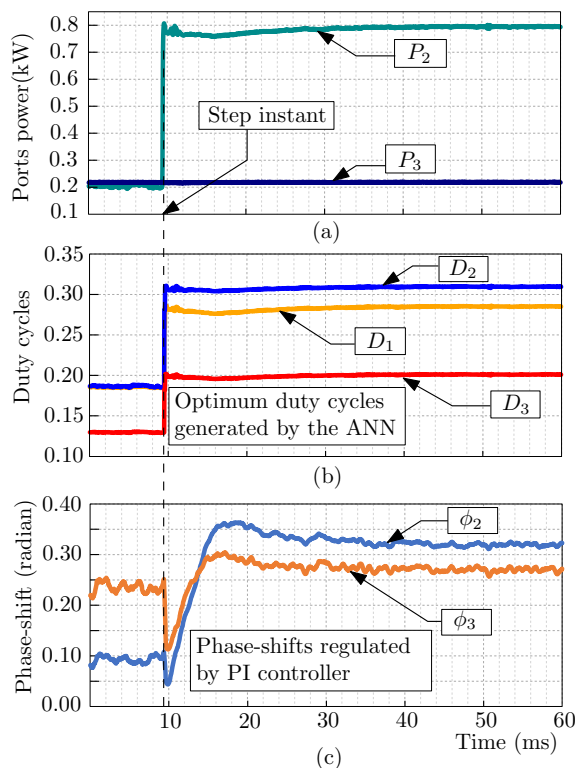 Ports power(kW)
0.8
0.7
0.6
0.5
0.4
0.3
0.2
0.1
P2
Step instant
P3
(a)
Duty cycles
0.35
0.30
0.25
0.20
0.15
0.10
D2
D1
D3
Optimum duty cycles
generated by the ANN
(b)
Phase-shift (radian)
0.40
0.30
0.20
0.10
0.00
ϕ2
ϕ3
Phase-shifts regulated
by PI controller
10
20
30
40
50
60
Time (ms)
(c)